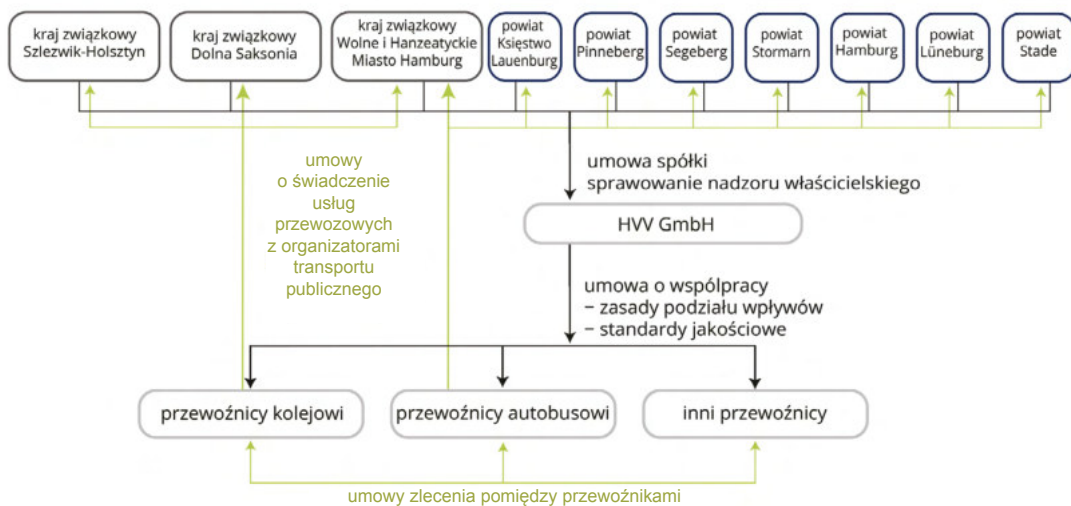 kraj związkowy
Szlezwik-Holsztyn
kraj związkowy
Dolna Saksonia
kraj związkowy
Wolne i Hanzeatyckie
Miasto Hamburg
powiat
Księstwo
Lauenburg
powiat
Pinneberg
powiat
Segeberg
powiat
Stormarn
powiat
Hamburg
powiat
Lüneburg
powiat
Stade
umowy
o świadczenie
usług
przewozowych
z organizatorami
transportu
publicznego
umowa spółki
sprawowanie nadzoru właścicielskiego
HVV GmbH
umowa o wspólpracy
– zasady podziału wpływów
– standardy jakościowe
przewoźnicy kolejowi
przewoźnicy autobusowi
inni przewoźnicy
umowy zlecenia pomiędzy przewoźnikami